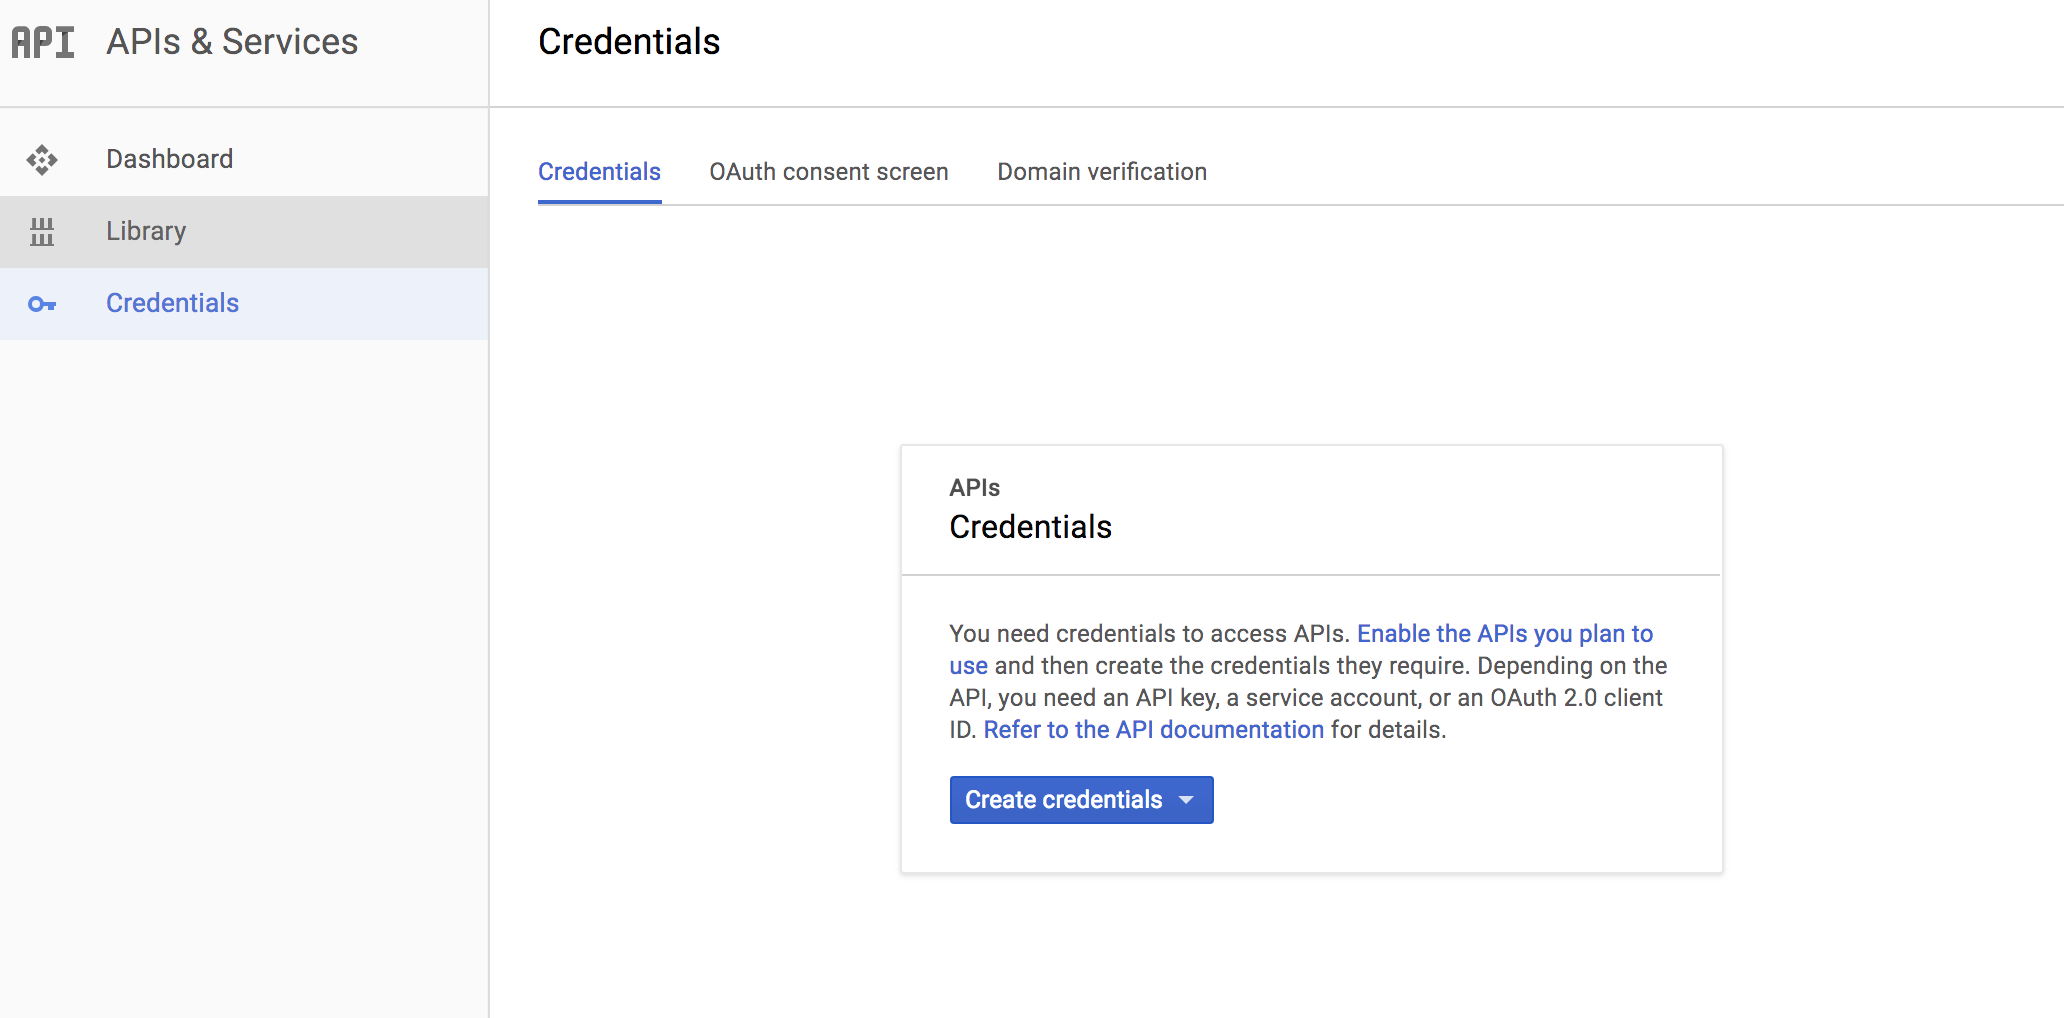 API APIs & Services
Credentials
Dashboard
Library
Credentials
Credentials OAuth consent screen Domain verification
APIs
Credentials
You need credentials to access APIs. Enable the APIs you plan to
use and then create the credentials they require. Depending on the
API, you need an API key, a service account, or an OAuth 2.0 client
ID. Refer to the API documentation for details.
Create credentials